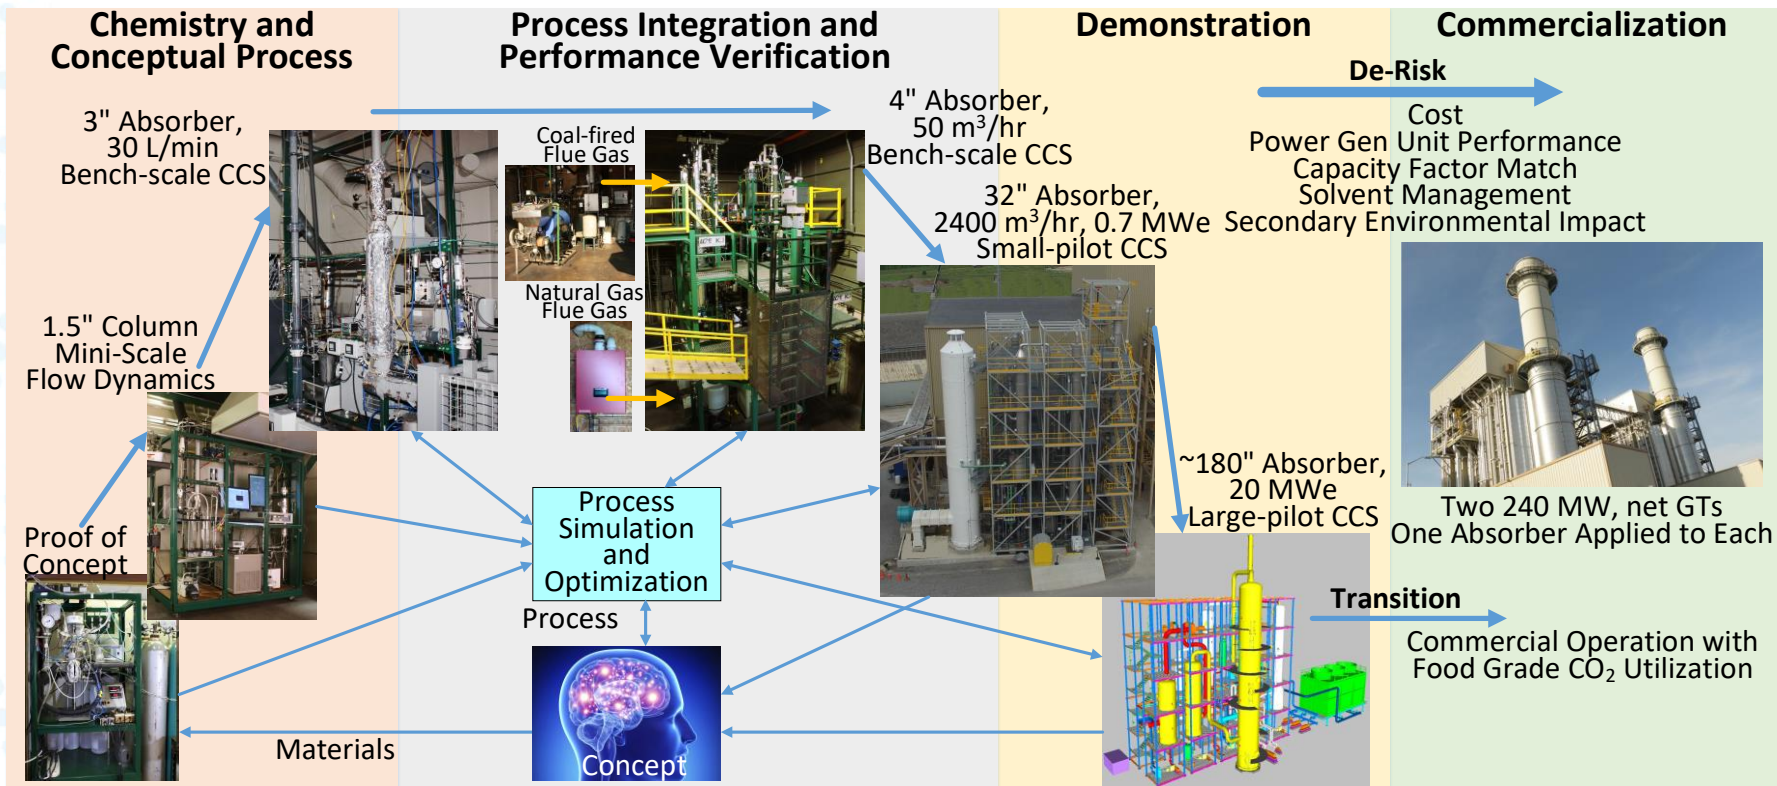 Chemistry and
Conceptual Process
Process Integration and
Performance Verification
Demonstration
Commercialization
3" Absorber,
30 L/min
Bench-scale CCS
1.5" Column
Mini-Scale
Flow Dynamics
Proof of
Concept
Coal-fired
Flue Gas
Natural Gas
Flue Gas
4" Absorber,
50 m³/hr
Bench-scale CCS
32" Absorber,
2400 m³/hr, 0.7 MWe
Small-pilot CCS
~180" Absorber,
20 MWe
Large-pilot CCS
De-Risk
Cost
Power Gen Unit Performance
Capacity Factor Match
Solvent Management
Secondary Environmental Impact
Two 240 MW, net GTs
One Absorber Applied to Each
Transition
Commercial Operation with
Food Grade CO₂ Utilization
Process
Simulation
and
Optimization
Process
Materials
Concept